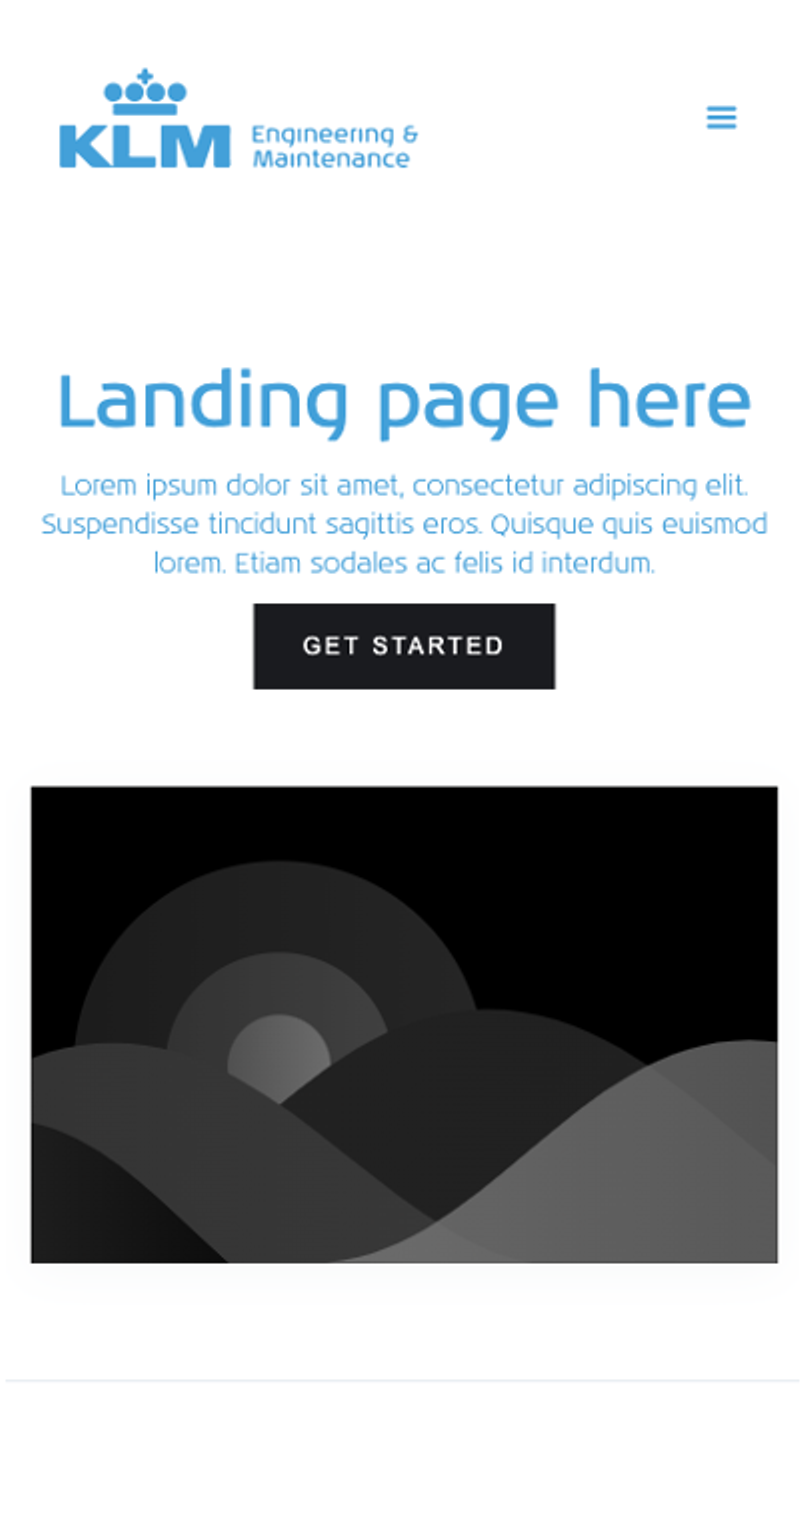 KLM Engineering &
Maintenance
Landing page here
Lorem ipsum dolor sit amet, consectetur adipiscing elit.
Suspendisse tincidunt sagittis eros. Quisque quis euismod
lorem. Etiam sodales ac felis id interdum.
GET STARTED